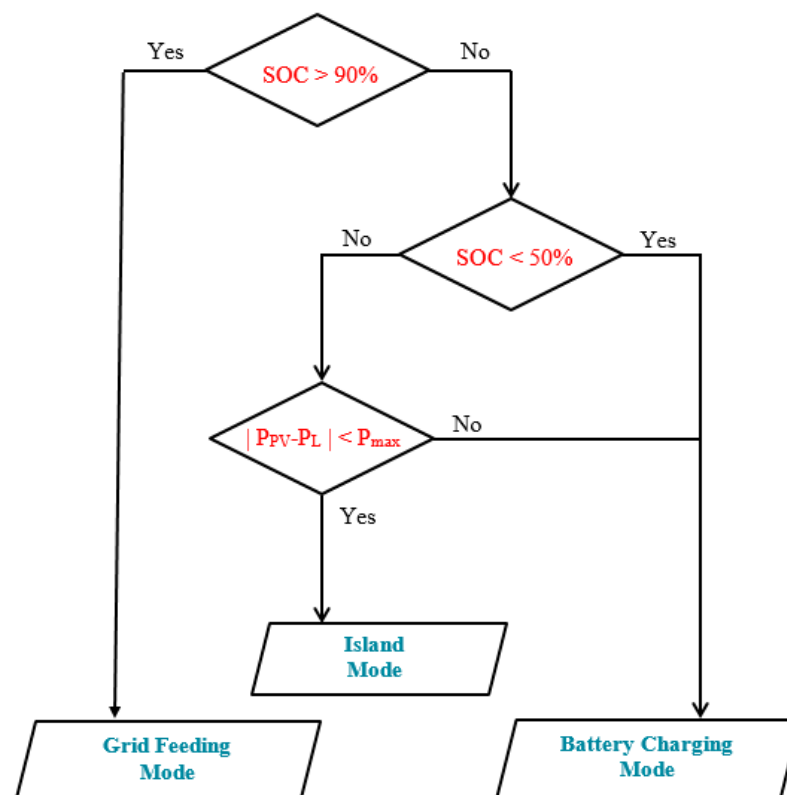 Yes
No
SOC > 90%
No
Yes
SOC < 50%
| PPV-PL | < Pmax
No
Yes
Island
Mode
Grid Feeding
Mode
Battery Charging
Mode